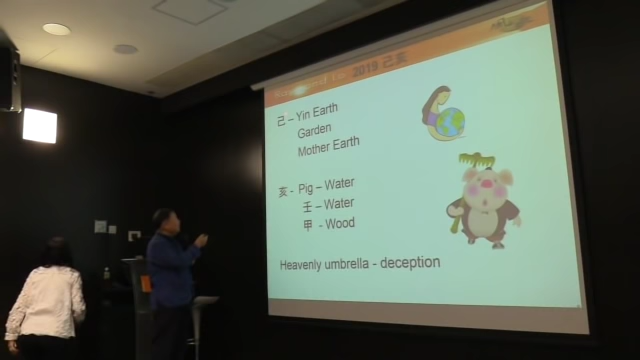 2019 己亥
己 – Yin Earth
Garden
Mother Earth
亥 - Pig – Water
壬 – Water
甲 - Wood
Heavenly umbrella - deception